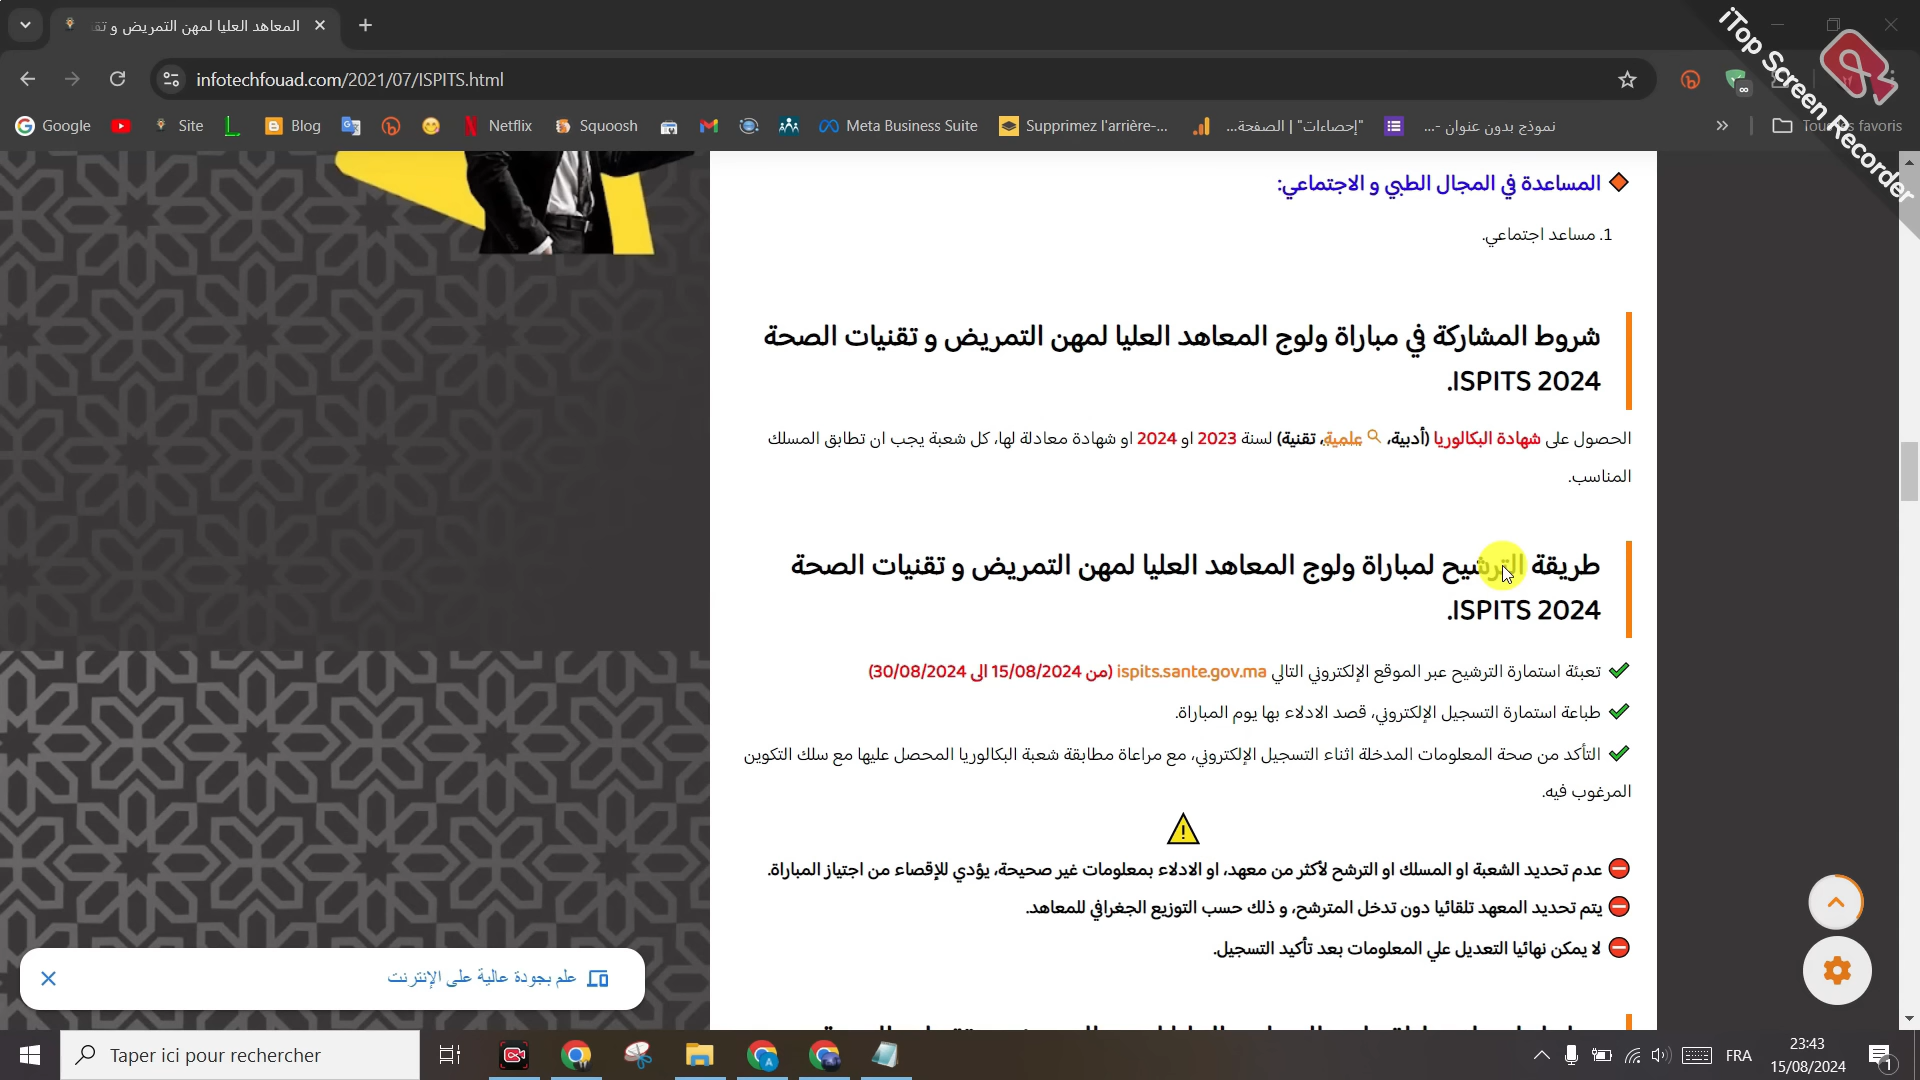 المعاهد العليا لمهن التمريض و تق
infotechfouad.com/2021/07/ISPITS.html
iTop Screen Recorder
Google
Site
Blog
Netflix
Squoosh
Meta Business Suite
Supprimez l'arrière-...
"إحصاءات" | الصفحة...
نموذج بدون عنوان -...
favoris
المساعدة في المجال الطبي و الاجتماعي:
1. مساعد اجتماعي.
شروط المشاركة في مباراة ولوج المعاهد العليا لمهن التمريض و تقنيات الصحة
ISPITS 2024.
الحصول على شهادة البكالوريا (أدبية، علمية، تقنية) لسنة 2023 او 2024 او شهادة معادلة لها، كل شعبة يجب ان تطابق المسلك
المناسب.
طريقة الترشيح لمباراة ولوج المعاهد العليا لمهن التمريض و تقنيات الصحة
ISPITS 2024.
تعبئة استمارة الترشيح عبر الموقع الإلكتروني التالي ispits.sante.gov.ma (من 15/08/2024 الى 30/08/2024)
طباعة استمارة التسجيل الإلكتروني، قصد الادلاء بها يوم المباراة.
التأكد من صحة المعلومات المدخلة اثناء التسجيل الإلكتروني، مع مراعاة مطابقة شعبة البكالوريا المحصل عليها مع سلك التكوين
المرغوب فيه.
عدم تحديد الشعبة او المسلك او الترشح لأكثر من معهد، او الادلاء بمعلومات غير صحيحة، يؤدي للإقصاء من اجتياز المباراة.
يتم تحديد المعهد تلقائيا دون تدخل المترشح، و ذلك حسب التوزيع الجغرافي للمعاهد.
لا يمكن نهائيا التعديل علي المعلومات بعد تأكيد التسجيل.
علم بجودة عالية على الإنترنت
Taper ici pour rechercher
FRA
23:43
15/08/2024
1